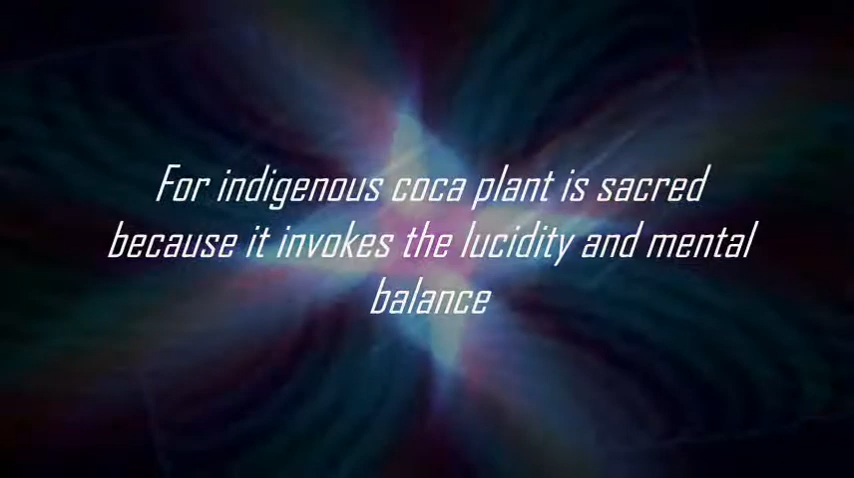 For indigenous coca plant is sacred
because it invokes the lucidity and mental
balance